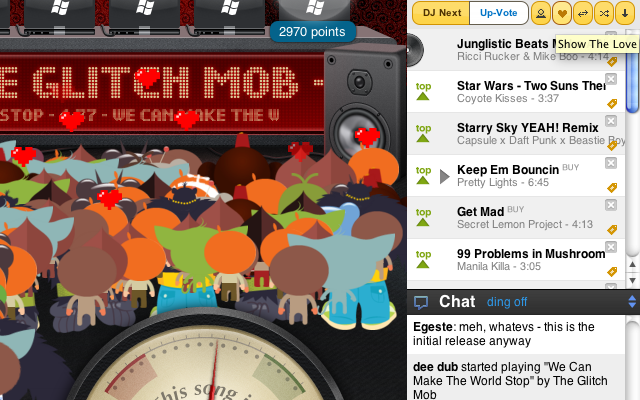 2970 points
E GLITCH MOB -
STOP - 4:37 - WE CAN MAKE THE W
this song i
DJ Next
Up-Vote
Show The Love
Junglistic Beats M
Ricci Rucker & Mike Boo - 4:14
top
Star Wars - Two Suns Thei
Coyote Kisses - 3:37
top
Starry Sky YEAH! Remix
Capsule x Daft Punk x Beastie Boy
top
Keep Em Bouncin BUY
Pretty Lights - 6:45
top
Get Mad BUY
Secret Lemon Project - 4:13
top
99 Problems in Mushroom
Manila Killa - 3:05
Chat
ding off
Egeste: meh, whatevs - this is the
initial release anyway
dee dub started playing "We Can
Make The World Stop" by The Glitch
Mob